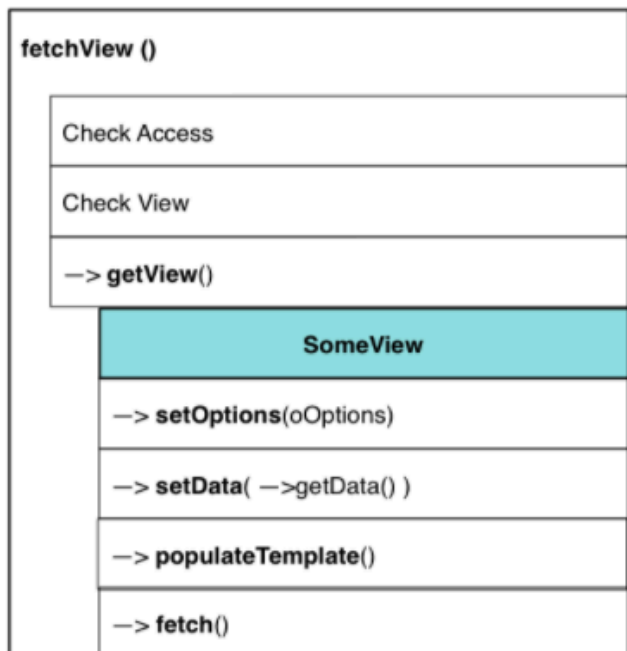 fetchView ()
Check Access
Check View
—> getView()
SomeView
—> setOptions(oOptions)
—> setData( —>getData() )
—> populateTemplate()
—> fetch()